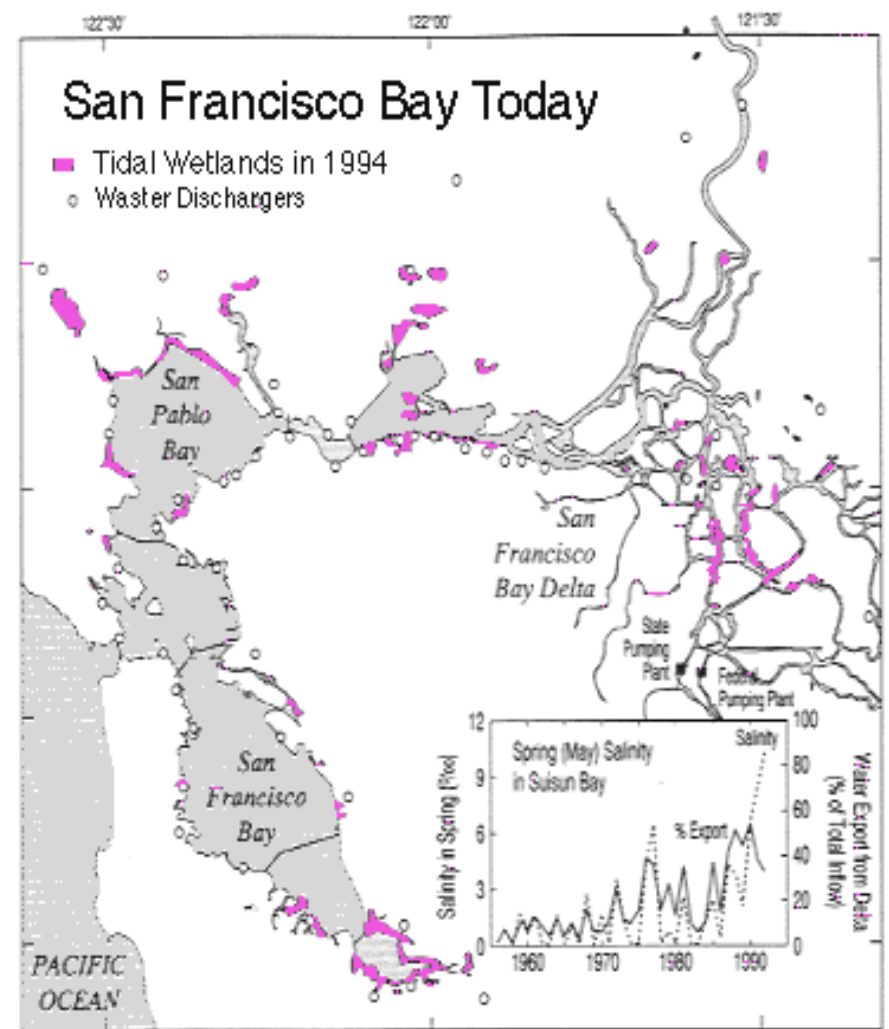 122°30'
122°00'
121°30'
San Francisco Bay Today
Tidal Wetlands in 1994
Waster Dischargers
San
Pablo
Bay
San
Francisco
Bay Delta
State
Pumping
Plant
Federal
Pumping Plant
San
Francisco
Bay
PACIFIC
OCEAN
Spring (May) Salinity
in Suisun Bay
Salinity
% Export
Salinity in Spring [‰]
12
9
6
3
0
100
80
60
40
20
0
1960
1970
1980
1990
Water Export from Delta
(% of Total Inflow)